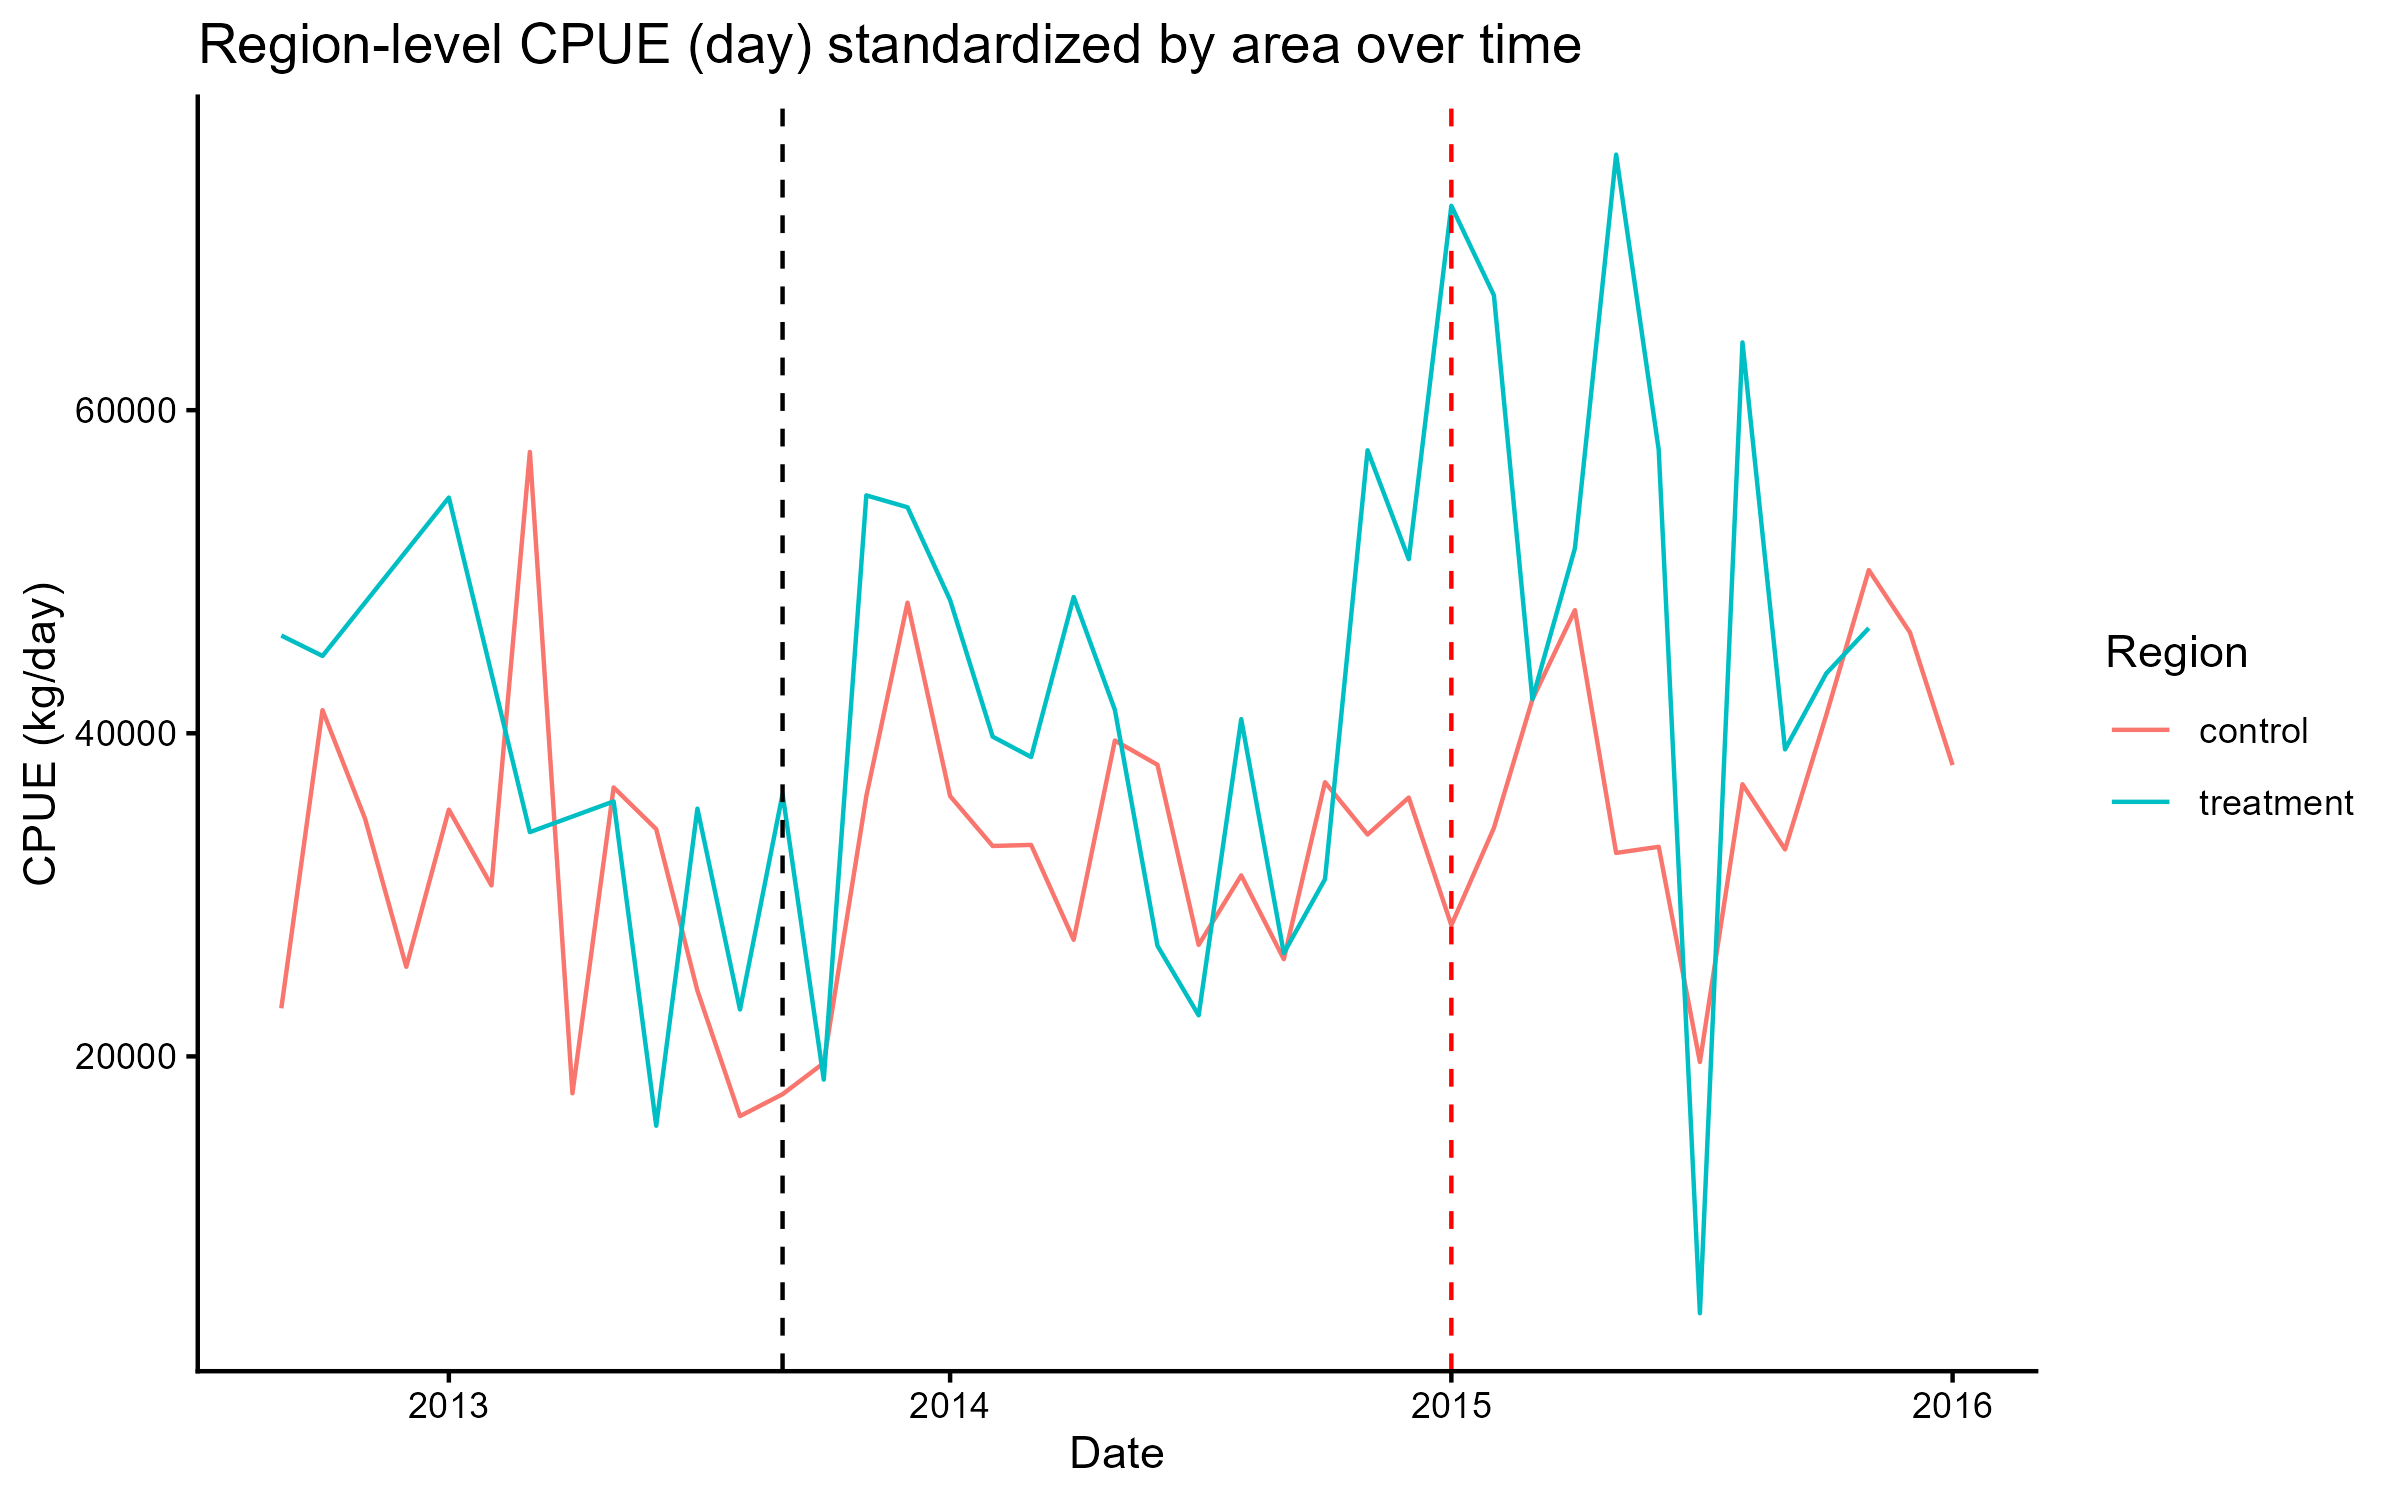 Region-level CPUE (day) standardized by area over time
CPUE (kg/day)
60000
40000
20000
2013
2014
2015
2016
Date
Region
control
treatment